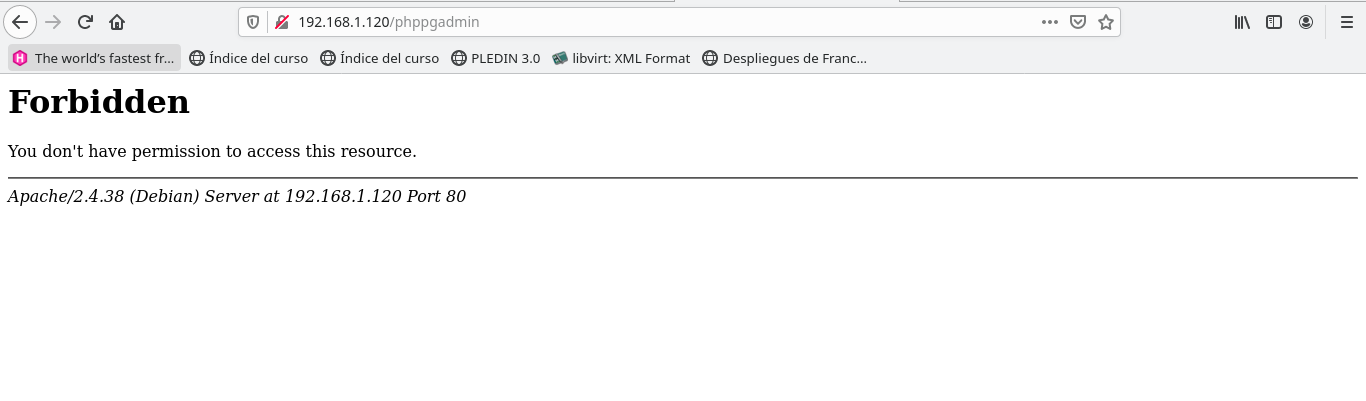 192.168.1.120/phppgadmin
The world's fastest fr... Índice del curso Índice del curso PLEDIN 3.0 libvirt: XML Format Despliegues de Franc...
Forbidden
You don't have permission to access this resource.
Apache/2.4.38 (Debian) Server at 192.168.1.120 Port 80